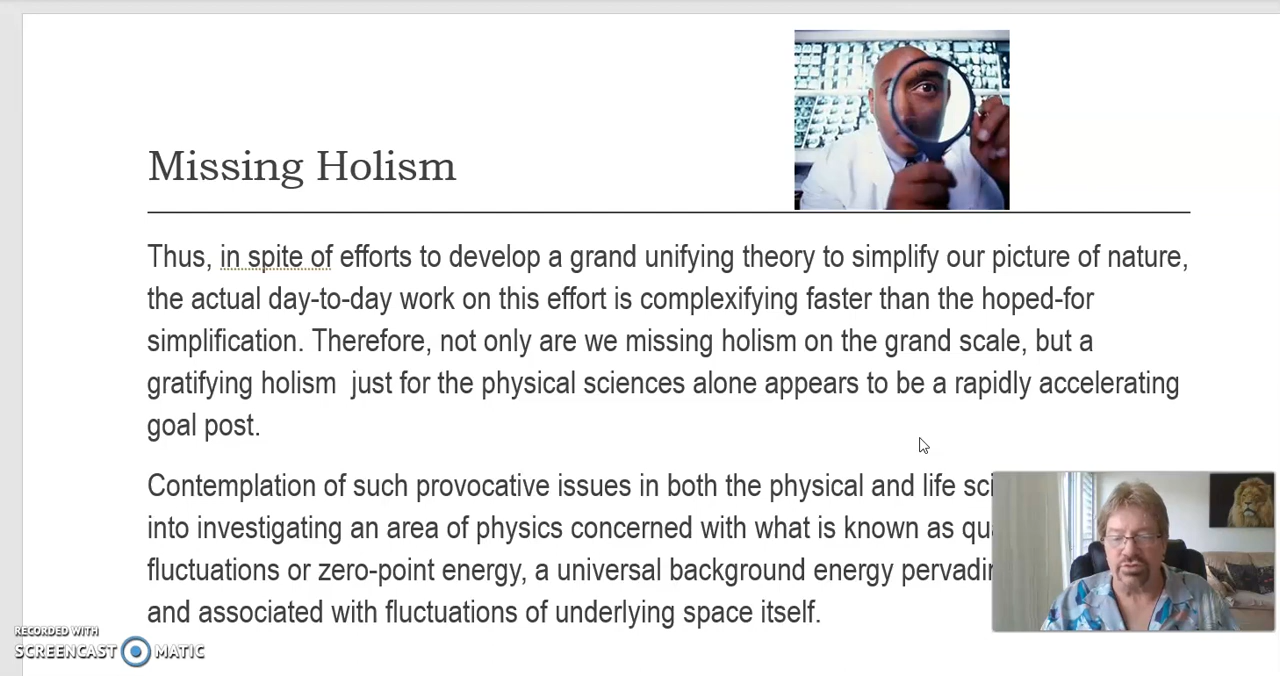 Missing Holism
Thus, in spite of efforts to develop a grand unifying theory to simplify our picture of nature,
the actual day-to-day work on this effort is complexifying faster than the hoped-for
simplification. Therefore, not only are we missing holism on the grand scale, but a
gratifying holism  just for the physical sciences alone appears to be a rapidly accelerating
goal post.
Contemplation of such provocative issues in both the physical and life
into investigating an area of physics concerned with what is known as
fluctuations or zero-point energy, a universal background energy
and associated with fluctuations of underlying space itself.
RECORDED WITH
SCREENCAST MATIC